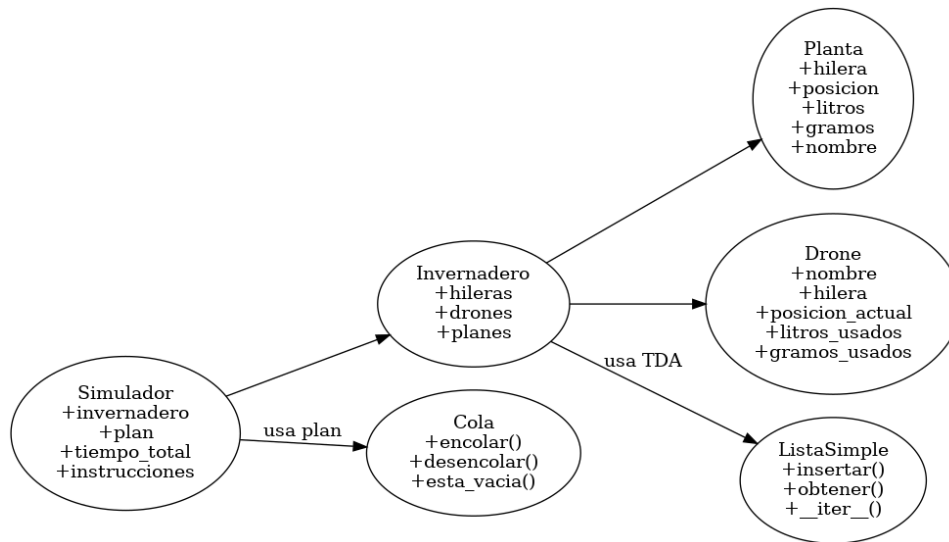 Planta
+hilera
+posicion
+litros
+gramos
+nombre
Invernadero
+hileras
+drones
+planes
Drone
+nombre
+hilera
+posicion_actual
+litros_usados
+gramos_usados
usa TDA
Simulador
+invernadero
+plan
+tiempo_total
+instrucciones
usa plan
Cola
+encolar()
+desencolar()
+esta_vacia()
ListaSimple
+insertar()
+obtener()
+__iter__()